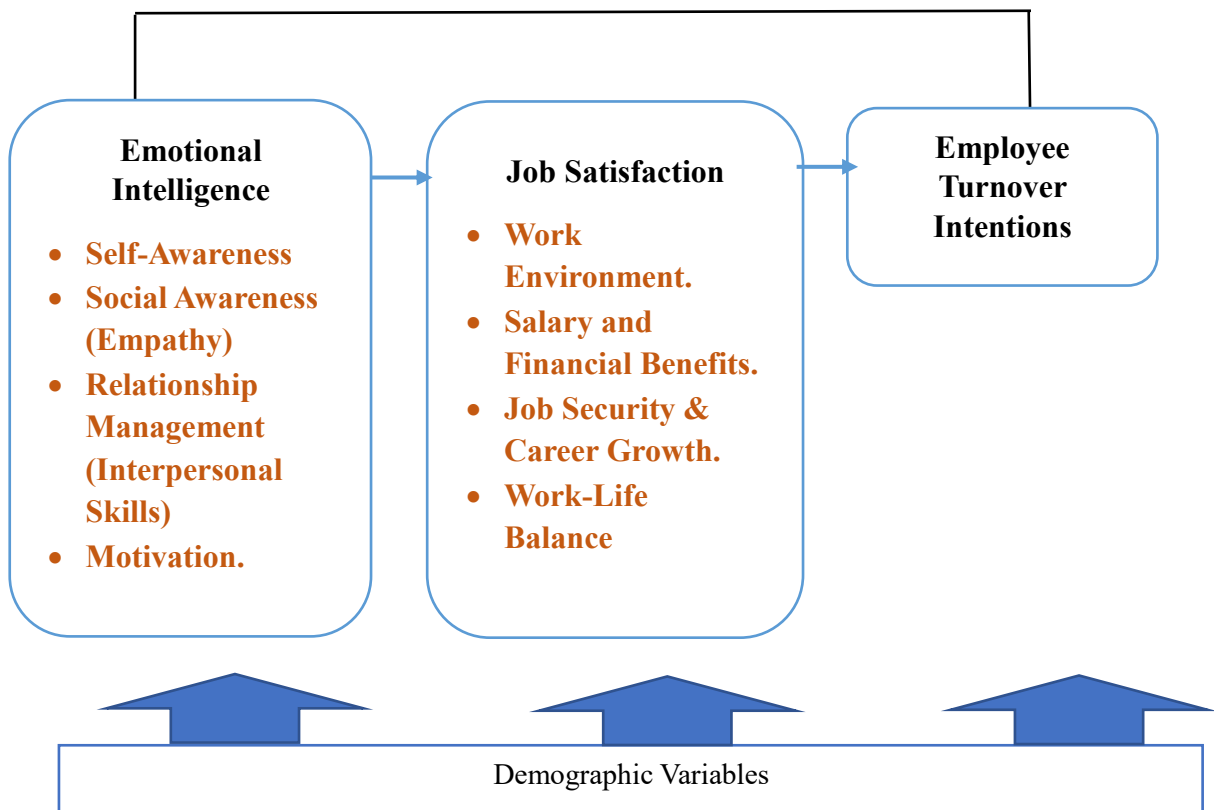 Emotional
Intelligence
• Self-Awareness
• Social Awareness
(Empathy)
• Relationship
Management
(Interpersonal
Skills)
• Motivation.
Job Satisfaction
• Work
Environment.
• Salary and
Financial Benefits.
• Job Security &
Career Growth.
• Work-Life
Balance
Employee
Turnover
Intentions
Demographic Variables